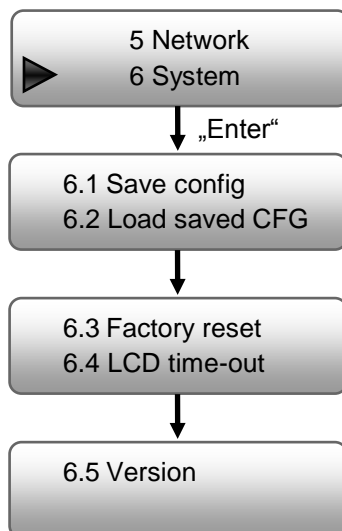 5 Network
6 System
„Enter“
6.1 Save config
6.2 Load saved CFG
6.3 Factory reset
6.4 LCD time-out
6.5 Version